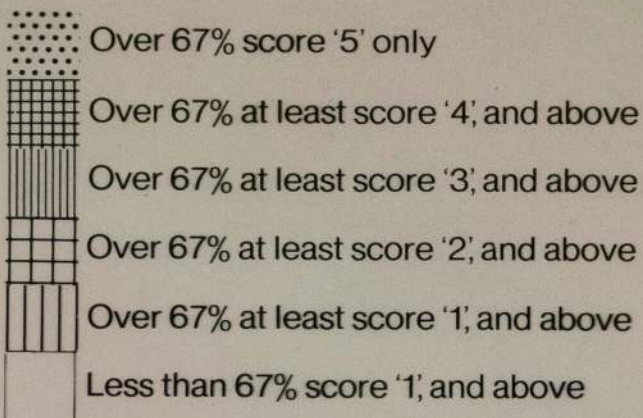 Over 67% score ‘5’ only
Over 67% at least score ‘4’, and above
Over 67% at least score ‘3’, and above
Over 67% at least score ‘2’, and above
Over 67% at least score ‘1’, and above
Less than 67% score ‘1’, and above